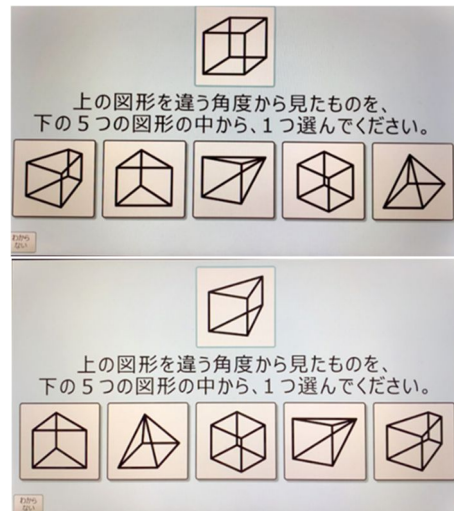 上の図形を違う角度から見たものを、
下の5つの図形の中から、1つ選んでください。
わから
ない
上の図形を違う角度から見たものを、
下の5つの図形の中から、1つ選んでください。
わから
ない